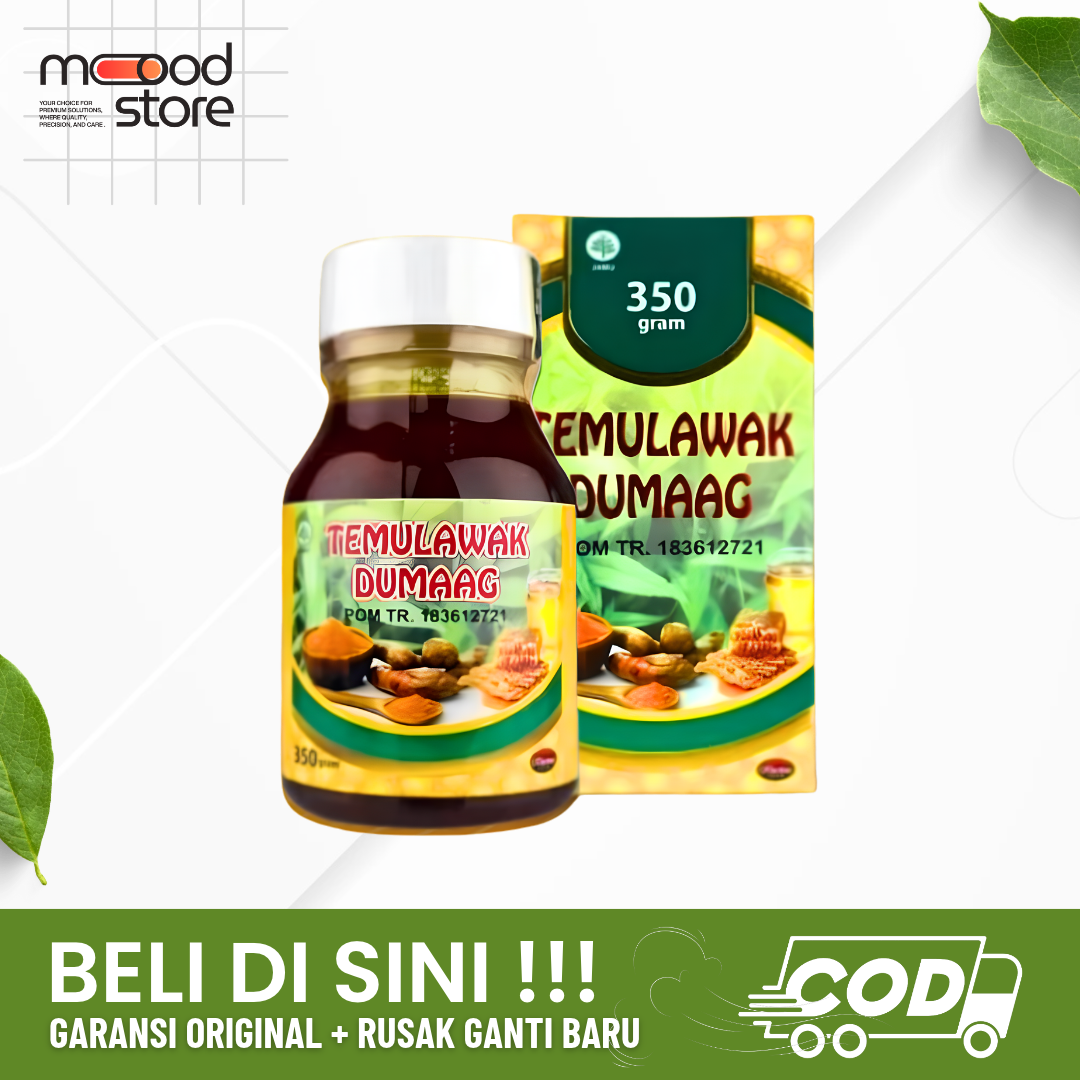 mood
store
YOUR CHOICE FOR
PREMIUM SOLUTIONS,
WHERE QUALITY,
PRECISION, AND CARE.
350
gram
TEMULAWAK
DUMAAG
POM TR. 183612721
TEMULAWAK
DUMAAG
POM TR. 183612721
350 gram
BELI DI SINI !!!
GARANSI ORIGINAL + RUSAK GANTI BARU
COD